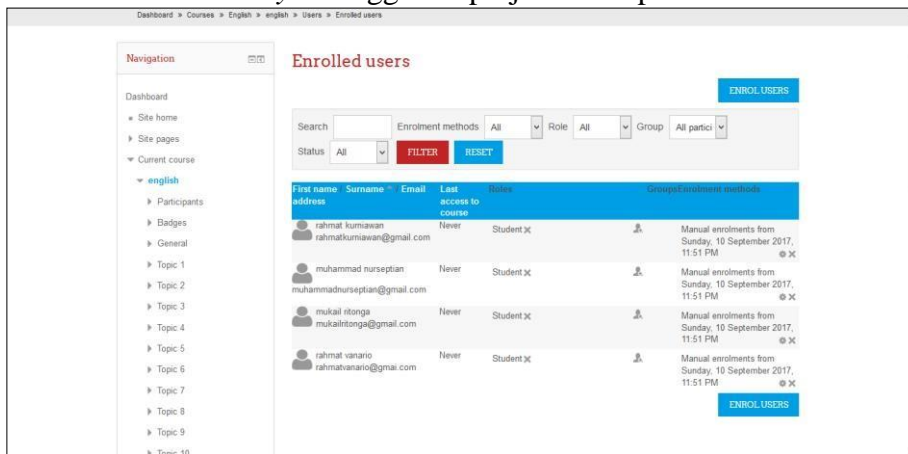 Dashboard » Courses » English » english » Users » Enrolled users
Navigation
Dashboard
Site home
Site pages
Current course
english
Participants
Badges
General
Topic 1
Topic 2
Topic 3
Topic 4
Topic 5
Topic 6
Topic 7
Topic 8
Topic 9
Topic 10
Enrolled users
ENROL USERS
Search Enrolment methods All Role All Group All partici
Status All FILTER RESET
First name / Surname / Email address Last access to course Roles Groups Enrolment methods
rahmat kurniawan Never Student Manual enrolments from
rahmatkurniawan@gmail.com Sunday, 10 September 2017,
11:51 PM
muhammad nurseptian Never Student Manual enrolments from
muhammadnurseptian@gmail.com Sunday, 10 September 2017,
11:51 PM
mukail ritonga Never Student Manual enrolments from
mukailritonga@gmail.com Sunday, 10 September 2017,
11:51 PM
rahmat vanario Never Student Manual enrolments from
rahmatvanario@gmai.com Sunday, 10 September 2017,
11:51 PM
ENROL USERS